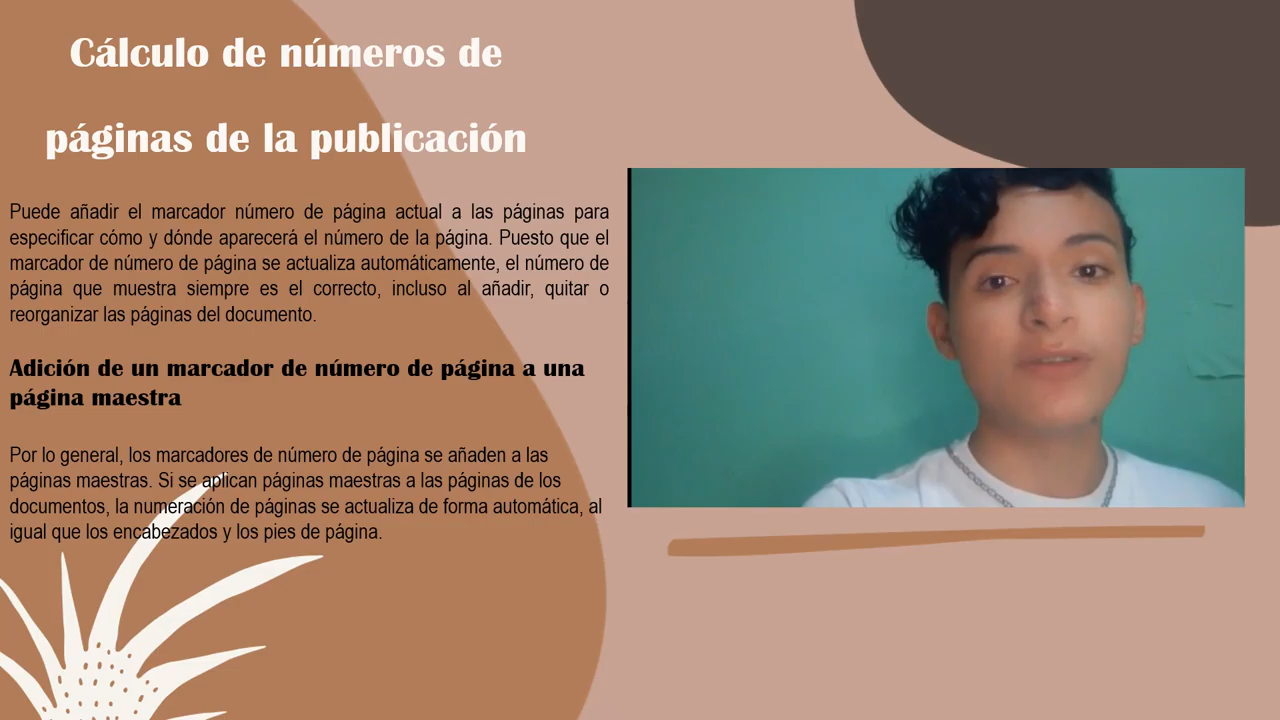 Cálculo de números de
páginas de la publicación
Puede añadir el marcador número de página actual a las páginas para
especificar cómo y dónde aparecerá el número de la página. Puesto que el
marcador de número de página se actualiza automáticamente, el número de
página que muestra siempre es el correcto, incluso al añadir, quitar o
reorganizar las páginas del documento.
Adición de un marcador de número de página a una
página maestra
Por lo general, los marcadores de número de página se añaden a las
páginas maestras. Si se aplican páginas maestras a las páginas de los
documentos, la numeración de páginas se actualiza de forma automática, al
igual que los encabezados y los pies de página.